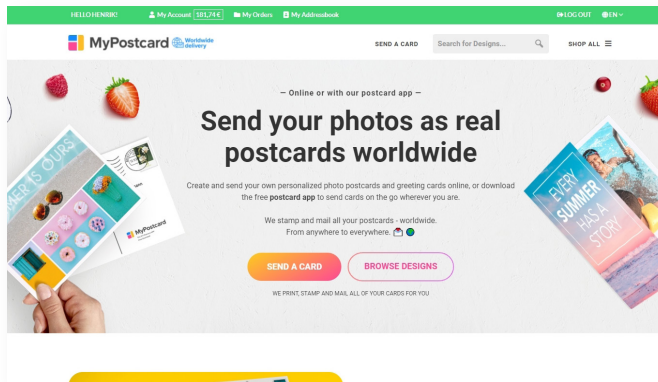 HELLO HENRIK!
My Account 181,74 €
My Orders
My Addressbook
LOG OUT
EN
MyPostcard
Worldwide
delivery
SEND A CARD
Search for Designs...
SHOP ALL
— Online or with our postcard app —
Send your photos as real
postcards worldwide
Create and send your own personalized photo postcards and greeting cards online, or download
the free postcard app to send cards on the go wherever you are.
We stamp and mail all your postcards - worldwide.
From anywhere to everywhere.
SEND A CARD
BROWSE DESIGNS
WE PRINT, STAMP AND MAIL ALL OF YOUR CARDS FOR YOU
MyPostcard
EVERY
SUMMER
HAS A
STORY